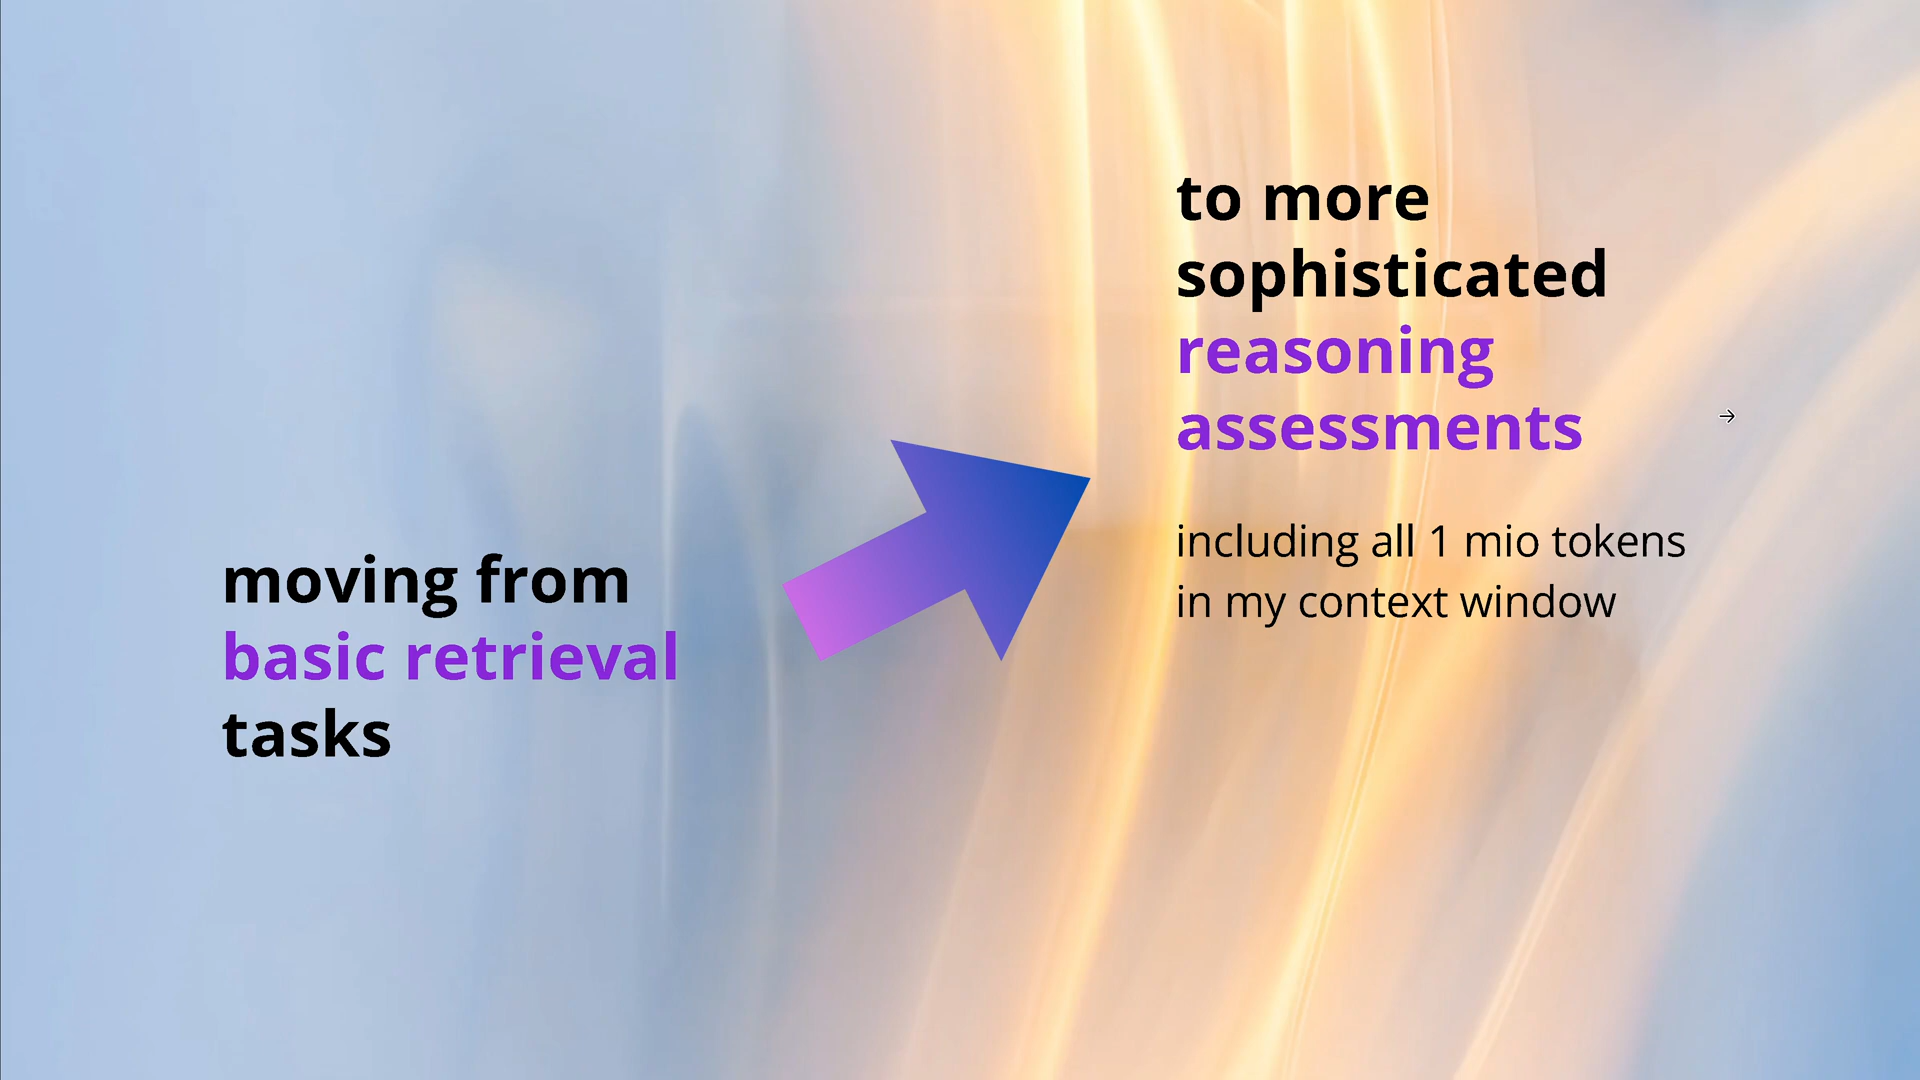 moving from
basic retrieval
tasks
to more
sophisticated
reasoning
assessments
including all 1 mio tokens
in my context window